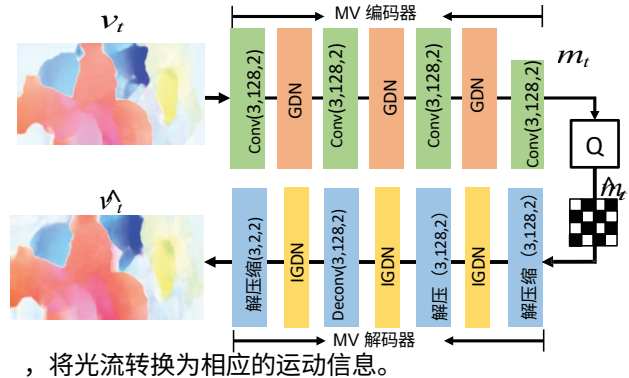 MV 编码器
v_t
Conv(3,128,2)
GDN
Conv(3,128,2)
GDN
Conv(3,128,2)
GDN
Conv(3,128,2)
m_t
Q
m̂_t
v̂_t
解压缩(3,2,2)
IGDN
Deconv(3,128,2)
IGDN
解压（3,128,2）
IGDN
解压缩（3,128,2）
MV 解码器
，将光流转换为相应的运动信息。